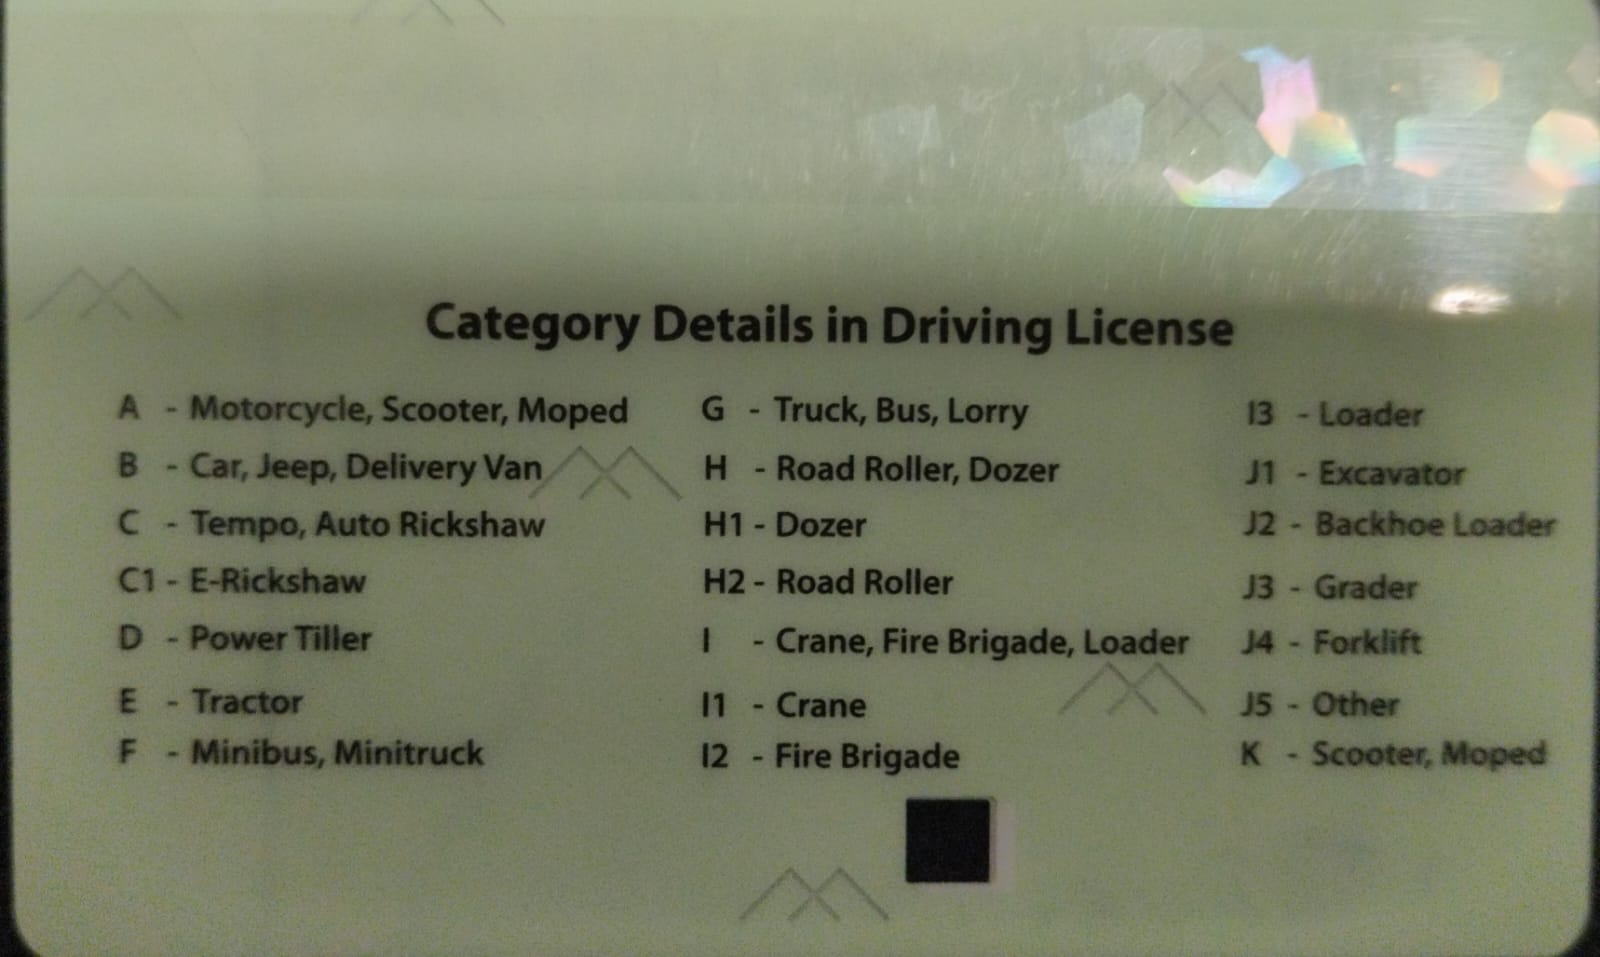 Category Details in Driving License
A - Motorcycle, Scooter, Moped
B - Car, Jeep, Delivery Van
C - Tempo, Auto Rickshaw
C1 - E-Rickshaw
D - Power Tiller
E - Tractor
F - Minibus, Minitruck
G - Truck, Bus, Lorry
H - Road Roller, Dozer
H1 - Dozer
H2 - Road Roller
I - Crane, Fire Brigade, Loader
I1 - Crane
I2 - Fire Brigade
I3 - Loader
J1 - Excavator
J2 - Backhoe Loader
J3 - Grader
J4 - Forklift
J5 - Other
K - Scooter, Moped